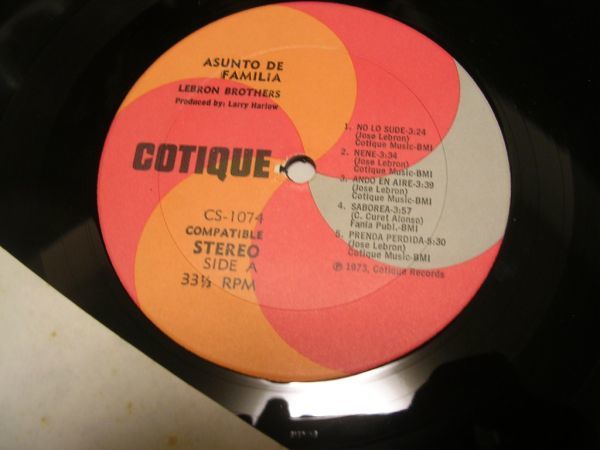 ASUNTO DE
FAMILIA
LEBRON BROTHERS
Produced by: Larry Harlow
COTIQUE
CS-1074
COMPATIBLE
STEREO
SIDE A
33⅓ RPM
1. NO LO SUDE-3:24
(Jose Lebron)
Cotique Music-BMI
2. NENE-3:34
(Jose Lebron)
Cotique Music-BMI
3. ANDO EN AIRE-3:39
(Jose Lebron)
Cotique Music-BMI
4. SABOREA-3:57
(C. Curet Alonso)
Fania Publ.-BMI
5. PRENDA PERDIDA-5:30
(Jose Lebron)
Cotique Music-BMI
℗ 1973, Cotique Records